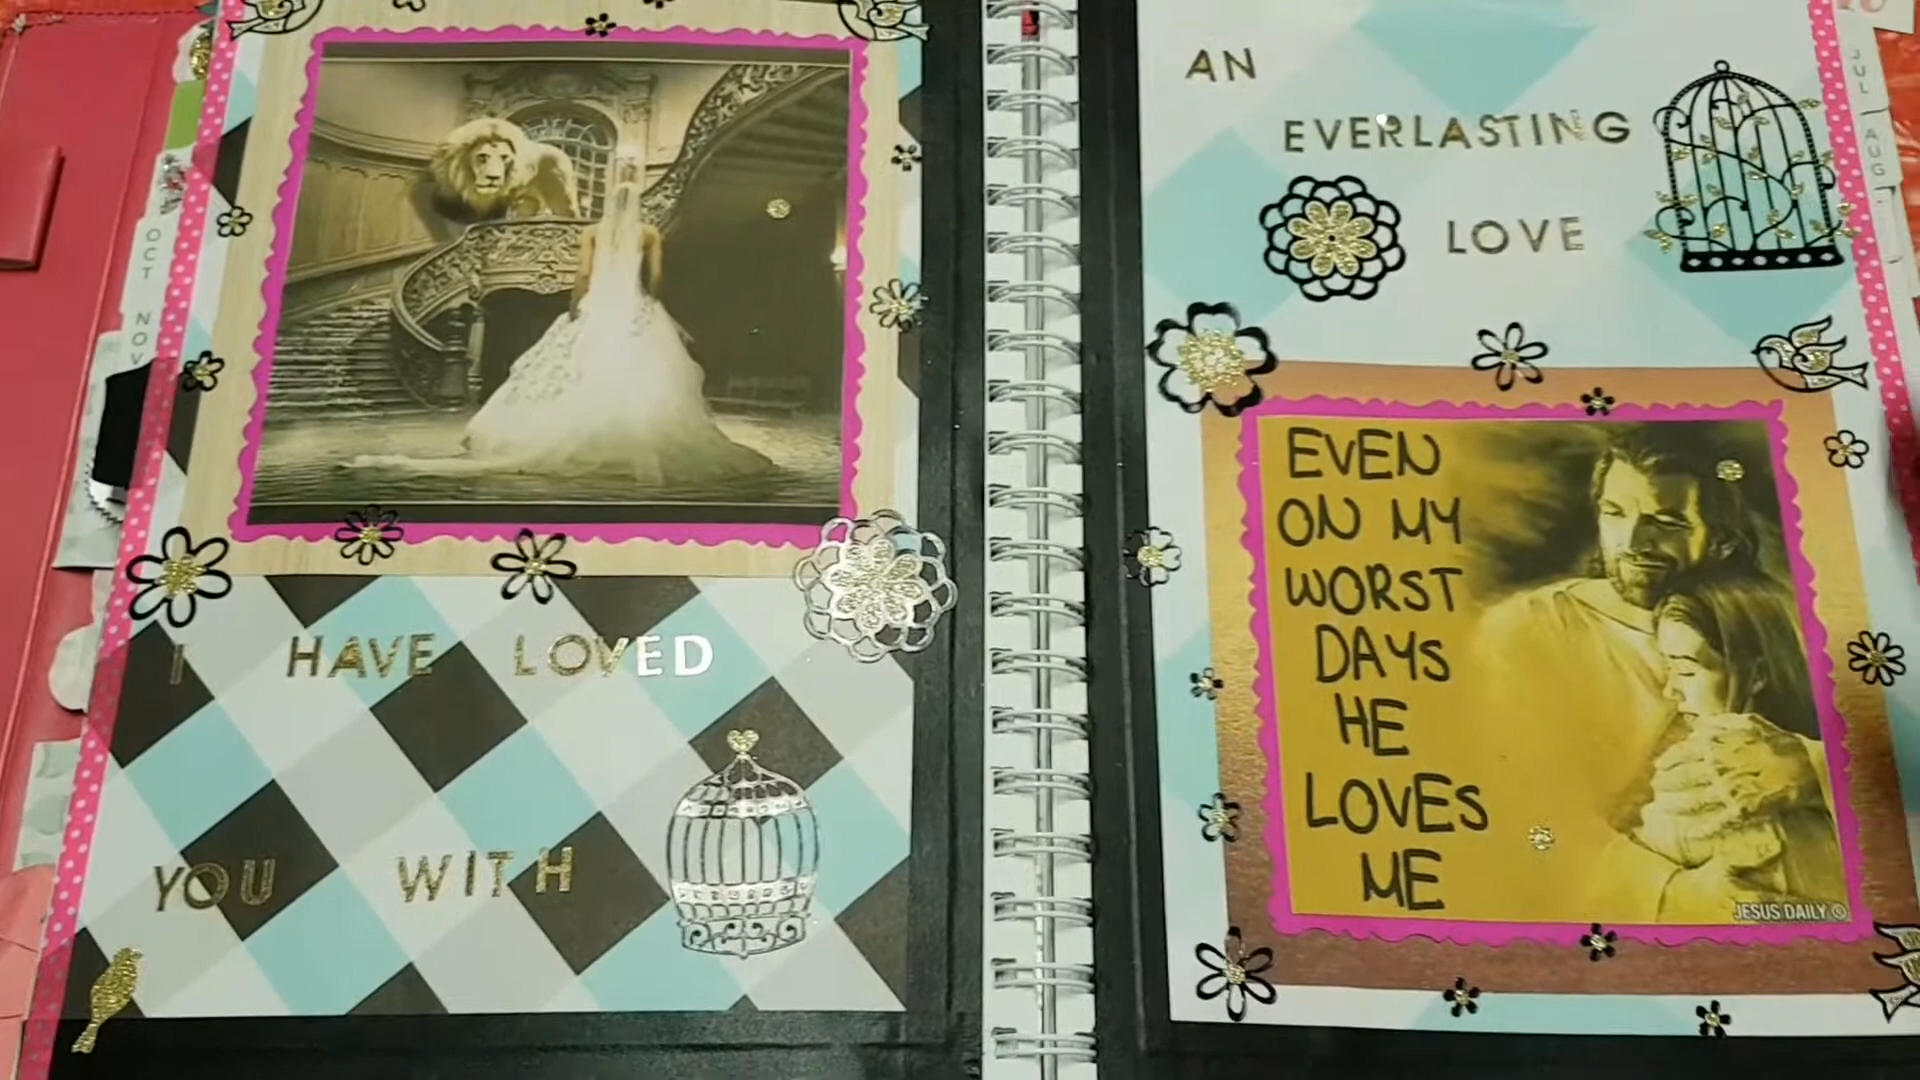 OCT
NOV
I HAVE LOVED
YOU WITH
AN
EVERLASTING
LOVE
EVEN
ON MY
WORST
DAYS
HE
LOVES
ME
JESUS DAILY ©
JUL
AUG